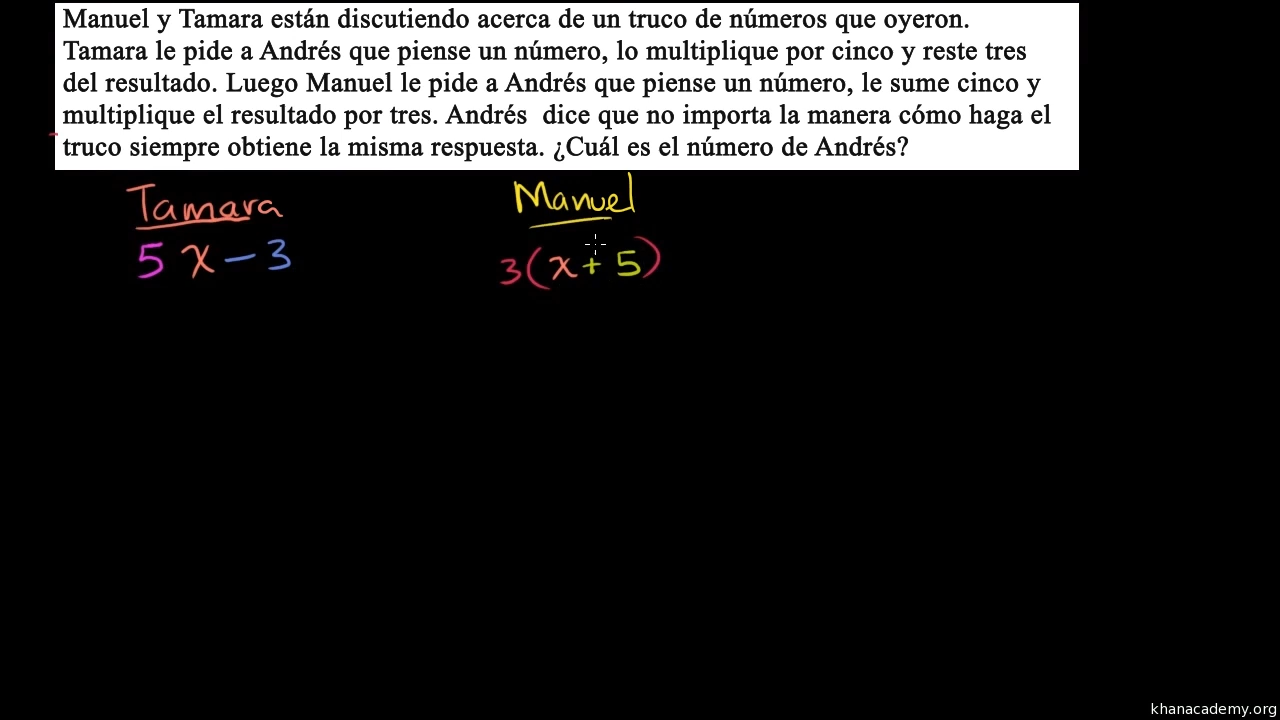 Manuel y Tamara están discutiendo acerca de un truco de números que oyeron.
Tamara le pide a Andrés que piense un número, lo multiplique por cinco y reste tres
del resultado. Luego Manuel le pide a Andrés que piense un número, le sume cinco y
multiplique el resultado por tres. Andrés dice que no importa la manera cómo haga el
truco siempre obtiene la misma respuesta. ¿Cuál es el número de Andrés?
Tamara Manuel
5x-3 3(x+5)
khanacademy.org